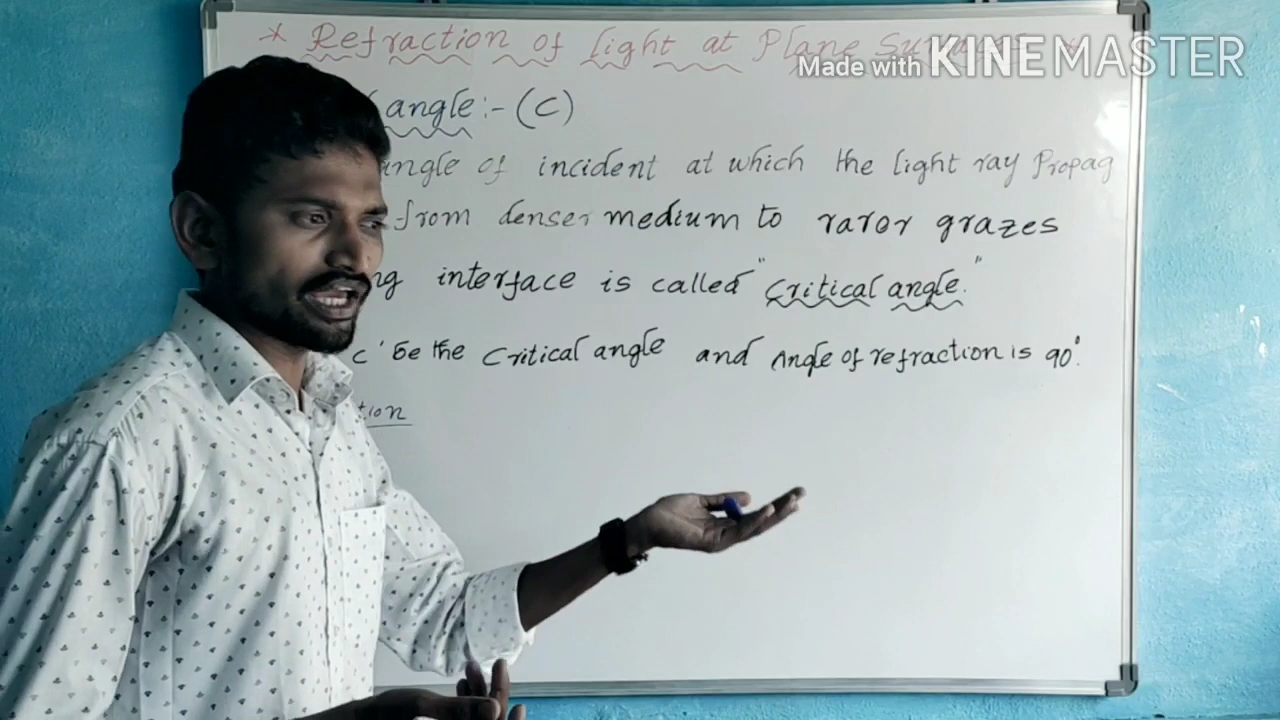 * Refraction of light at Plane Surfaces *
Made with KINEMASTER
angle :- (C)
angle of incident at which the light ray Propag
from denser medium to raror grazes
ng interface is called "Critical angle."
c' be the Critical angle and Angle of refraction is 90°.
tion